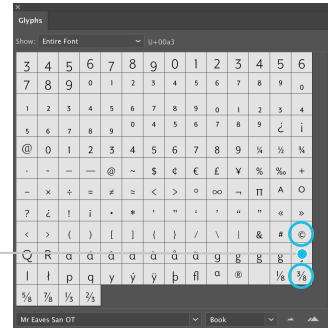 Glyphs
Show: Entire Font U+00a3
3 4 5 6 7 8 9 0 1 2 3 4 5 6
7 8 9 0 1 2 3 4 5 6 7 8 9 0
1 2 3 4 5 6 7 8 9 0 1 2 3 4
5 6 7 8 9 0 4 5 6 7 8 9 ¿ ¡
@ 0 1 2 3 4 5 6 7 8 9 ¼ ½ ¾
· - – — @ ~ $ ¢ € £ ¥ % ‰ +
− × ÷ = ≠ ≈ < > ° ∞ ¬ π A O
? ¿ ! ¡ • * ' " ' ' " " « »
‹ › ( ) [ ] { } / \ | & # ©
Q R a á à â ä å ã q g g g
l ł p q y ý ÿ þ fl a ® ⅛ ⅜
⅝ ⅞ ⅓ ⅔
Mr Eaves San OT Book